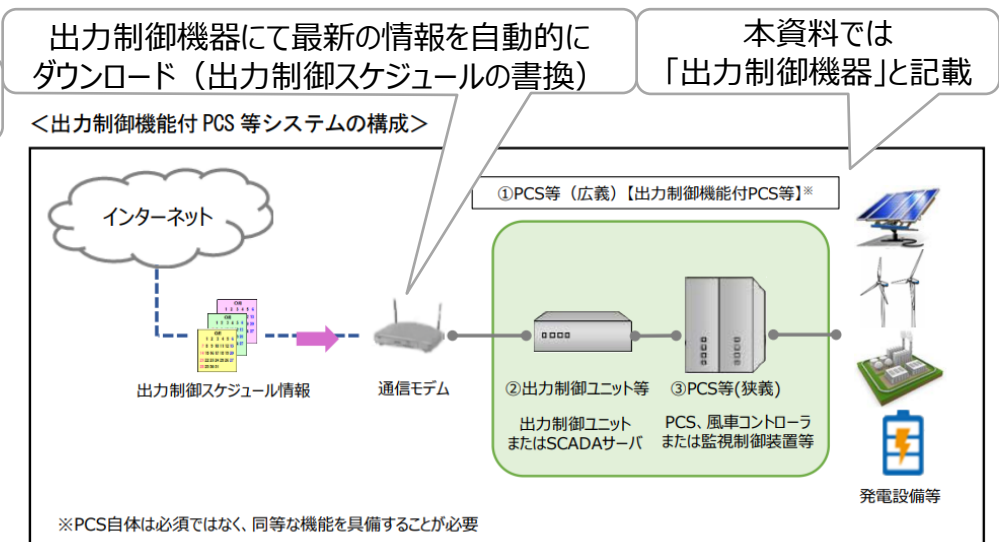 出力制御機器にて最新の情報を自動的に
ダウンロード（出力制御スケジュールの書換）
本資料では
「出力制御機器」と記載
＜出力制御機能付 PCS 等システムの構成＞
インターネット
①PCS等（広義）【出力制御機能付PCS等】※
出力制御スケジュール情報
通信モデム
②出力制御ユニット等
出力制御ユニット
またはSCADAサーバ
③PCS等(狭義)
PCS、風車コントローラ
または監視制御装置等
発電設備等
※PCS自体は必須ではなく、同等な機能を具備することが必要